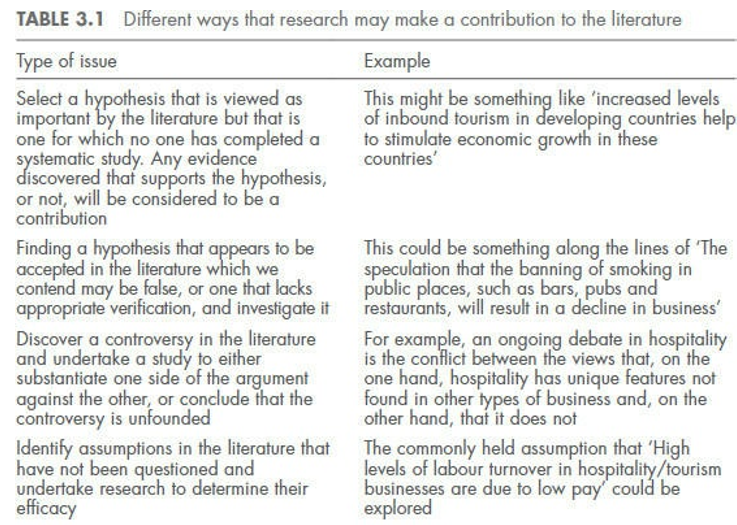 TABLE 3.1 Different ways that research may make a contribution to the literature
Type of issue
Example
Select a hypothesis that is viewed as
important by the literature but that is
one for which no one has completed a
systematic study. Any evidence
discovered that supports the hypothesis,
or not, will be considered to be a
contribution
This might be something like ‘increased levels
of inbound tourism in developing countries help
to stimulate economic growth in these
countries’
Finding a hypothesis that appears to be
accepted in the literature which we
contend may be false, or one that lacks
appropriate verification, and investigate it
This could be something along the lines of ‘The
speculation that the banning of smoking in
public places, such as bars, pubs and
restaurants, will result in a decline in business’
Discover a controversy in the literature
and undertake a study to either
substantiate one side of the argument
against the other, or conclude that the
controversy is unfounded
For example, an ongoing debate in hospitality
is the conflict between the views that, on the
one hand, hospitality has unique features not
found in other types of business and, on the
other hand, that it does not
Identify assumptions in the literature that
have not been questioned and
undertake research to determine their
efficacy
The commonly held assumption that ‘High
levels of labour turnover in hospitality/tourism
businesses are due to low pay’ could be
explored